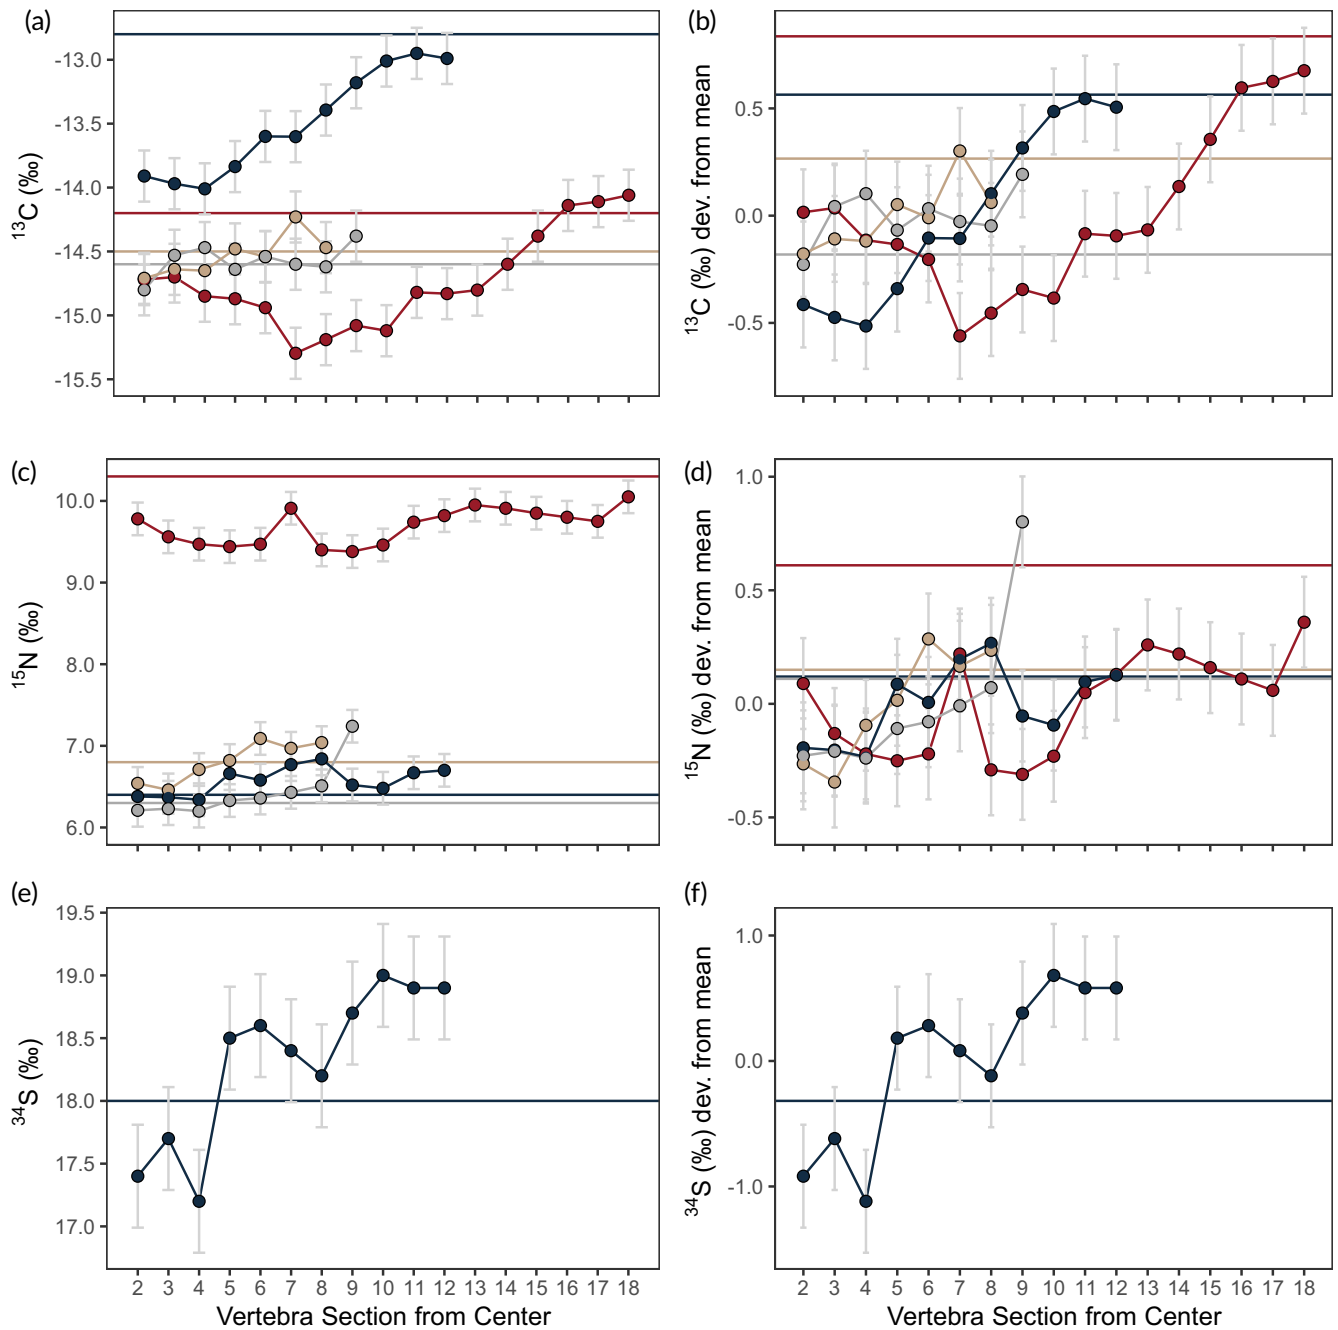 (a)
-13.0
-13.5
-14.0
-14.5
-15.0
-15.5
¹³C (‰)
(b)
0.5
0.0
-0.5
¹³C (‰) dev. from mean
(c)
10.0
9.0
8.0
7.0
6.0
¹⁵N (‰)
(d)
1.0
0.5
0.0
-0.5
¹⁵N (‰) dev. from mean
(e)
19.5
19.0
18.5
18.0
17.5
17.0
³⁴S (‰)
2 3 4 5 6 7 8 9 10 11 12 13 14 15 16 17 18
Vertebra Section from Center
(f)
1.0
0.0
-1.0
³⁴S (‰) dev. from mean
2 3 4 5 6 7 8 9 10 11 12 13 14 15 16 17 18
Vertebra Section from Center